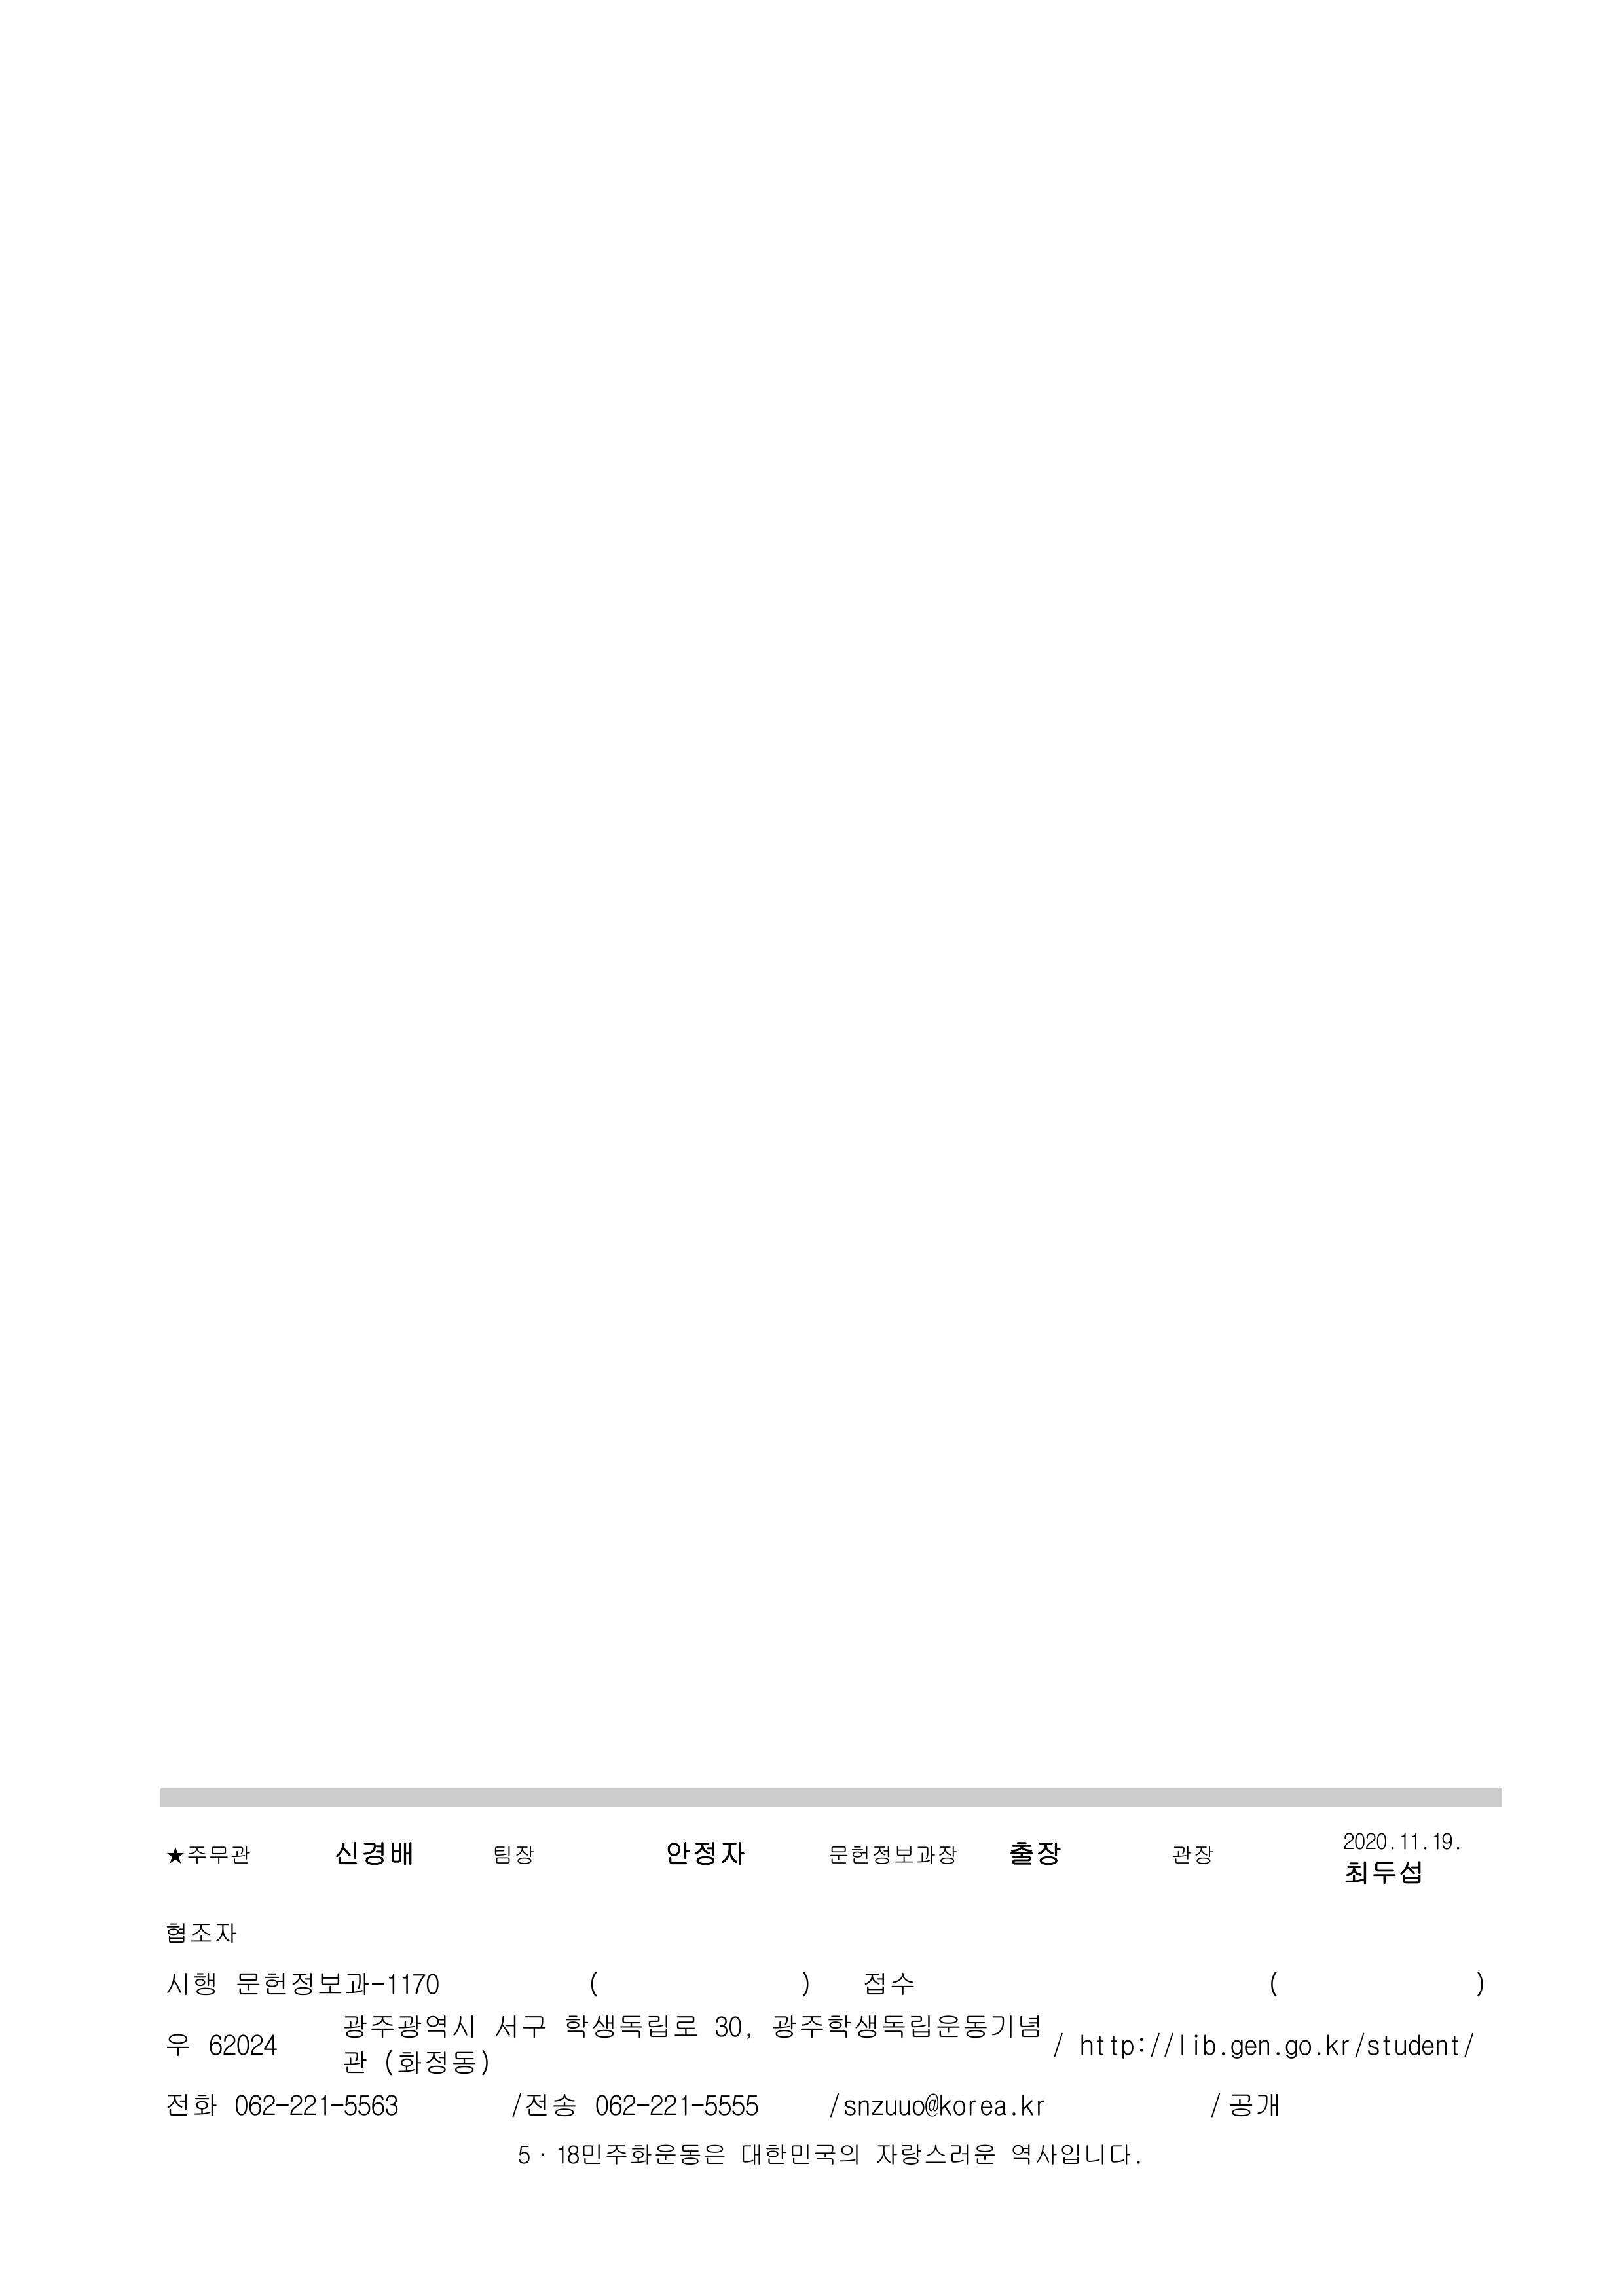 ★주무관 신경배 팀장 안정자 문헌정보과장 출장 관장 2020.11.19. 최두섭
협조자
시행 문헌정보과-1170 ( ) 접수 ( )
우 62024 광주광역시 서구 학생독립로 30, 광주학생독립운동기념관 (화정동) / http://lib.gen.go.kr/student/
전화 062-221-5563 /전송 062-221-5555 /snzuuo@korea.kr / 공개
5·18민주화운동은 대한민국의 자랑스러운 역사입니다.